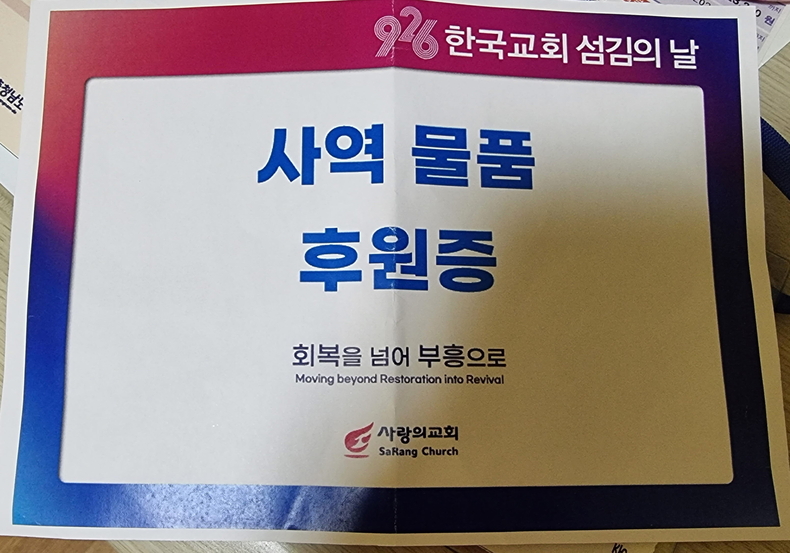 926 한국교회 섬김의 날
사역 물품
후원증
회복을 넘어 부흥으로
Moving beyond Restoration into Revival
사랑의교회
SaRang Church